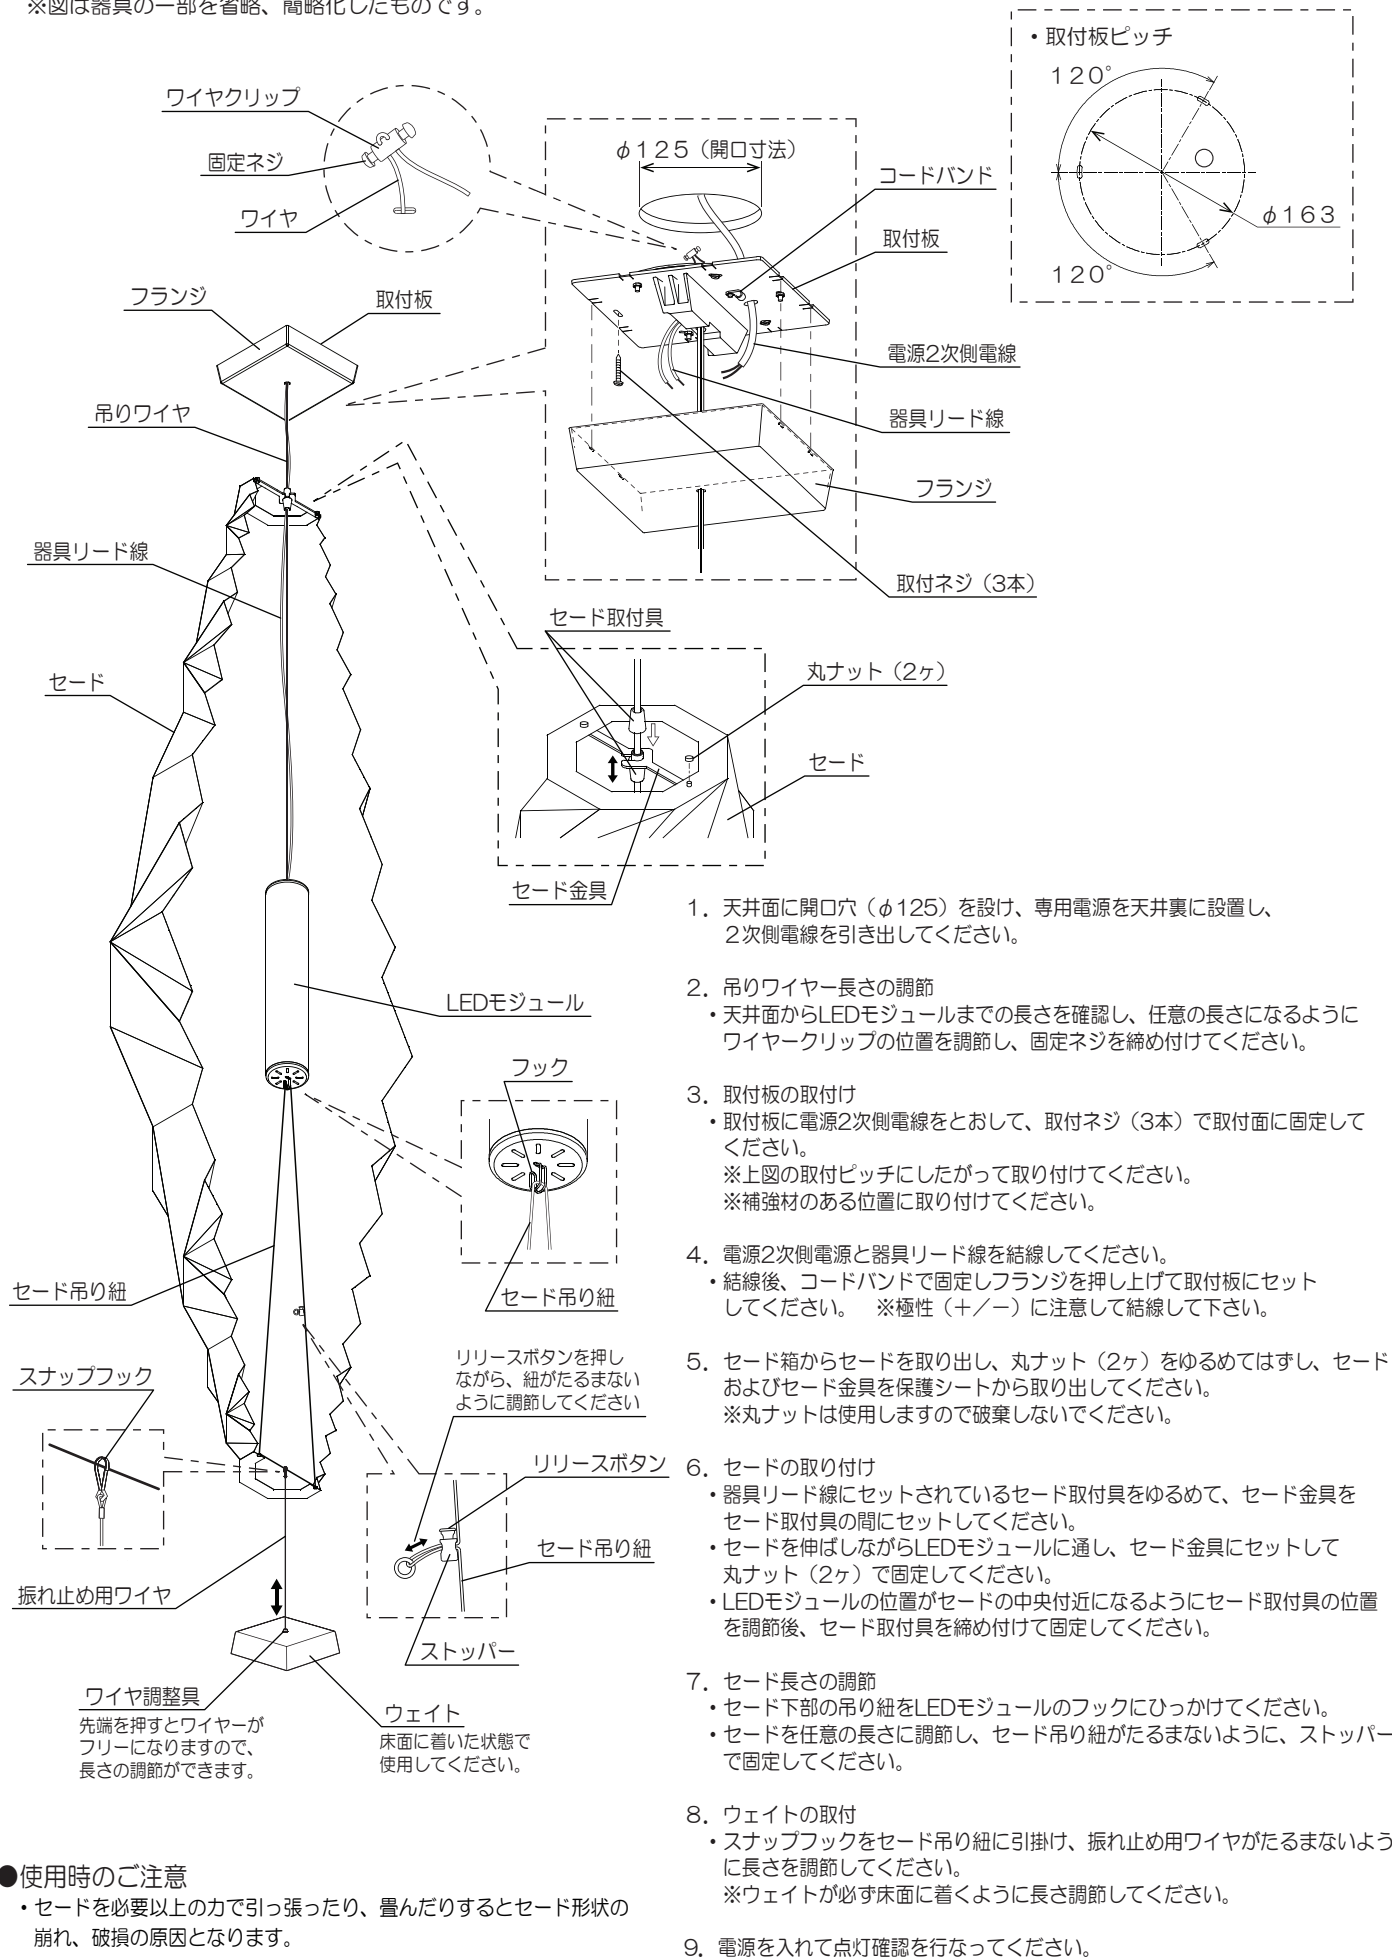 ※図は器具の一部を省略、簡略化したものです。
・取付板ピッチ
120°
φ163
120°
ワイヤクリップ
固定ネジ
ワイヤ
φ125（開口寸法）
コードバンド
取付板
電源2次側電線
器具リード線
フランジ
取付ネジ（3本）
フランジ
取付板
吊りワイヤ
器具リード線
セード
セード取付具
丸ナット（2ヶ）
セード
セード金具
LEDモジュール
フック
セード吊り紐
セード吊り紐
スナップフック
リリースボタンを押し
ながら、紐がたるまない
ように調節してください
リリースボタン
セード吊り紐
ストッパー
振れ止め用ワイヤ
ワイヤ調整具
先端を押すとワイヤーが
フリーになりますので、
長さの調節ができます。
ウェイト
床面に着いた状態で
使用してください。
1．天井面に開口穴（φ125）を設け、専用電源を天井裏に設置し、
２次側電線を引き出してください。
2．吊りワイヤー長さの調節
・天井面からLEDモジュールまでの長さを確認し、任意の長さになるように
ワイヤークリップの位置を調節し、固定ネジを締め付けてください。
3．取付板の取付け
・取付板に電源2次側電線をとおして、取付ネジ（3本）で取付面に固定して
ください。
※上図の取付ピッチにしたがって取り付けてください。
※補強材のある位置に取り付けてください。
4．電源2次側電源と器具リード線を結線してください。
・結線後、コードバンドで固定しフランジを押し上げて取付板にセット
してください。　※極性（＋／－）に注意して結線して下さい。
5．セード箱からセードを取り出し、丸ナット（2ヶ）をゆるめてはずし、セード
およびセード金具を保護シートから取り出してください。
※丸ナットは使用しますので破棄しないでください。
6．セードの取り付け
・器具リード線にセットされているセード取付具をゆるめて、セード金具を
セード取付具の間にセットしてください。
・セードを伸ばしながらLEDモジュールに通し、セード金具にセットして
丸ナット（2ヶ）で固定してください。
・LEDモジュールの位置がセードの中央付近になるようにセード取付具の位置
を調節後、セード取付具を締め付けて固定してください。
7．セード長さの調節
・セード下部の吊り紐をLEDモジュールのフックにひっかけてください。
・セードを任意の長さに調節し、セード吊り紐がたるまないように、ストッパー
で固定してください。
8．ウェイトの取付
・スナップフックをセード吊り紐に引掛け、振れ止め用ワイヤがたるまないよう
に長さを調節してください。
※ウェイトが必ず床面に着くように長さ調節してください。
9．電源を入れて点灯確認を行なってください。
●使用時のご注意
・セードを必要以上の力で引っ張ったり、畳んだりするとセード形状の
崩れ、破損の原因となります。